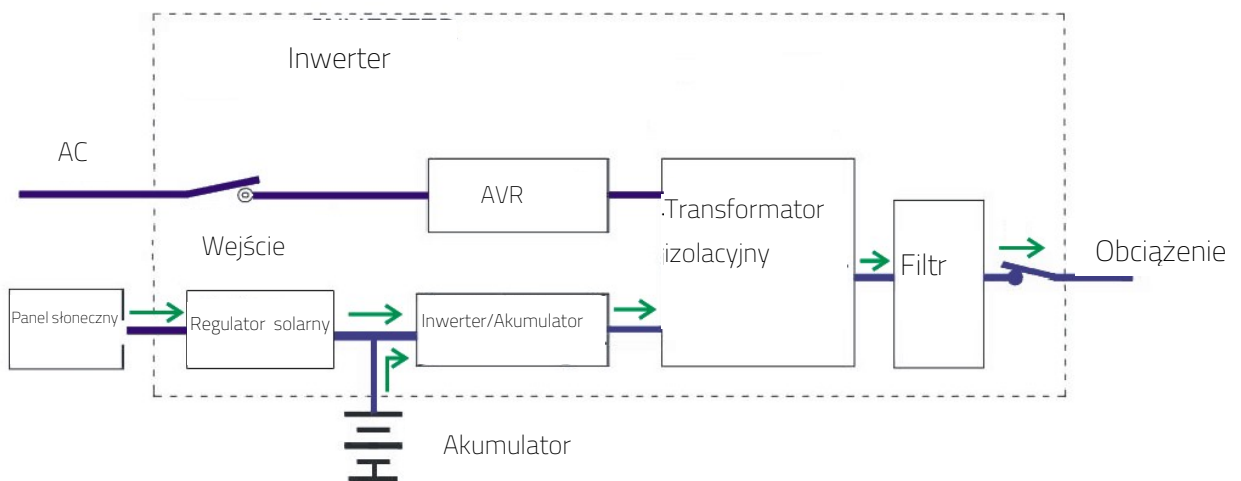 Inwerter
AC
AVR
Transformator
izolacyjny
Wejście
Filtr
Obciążenie
Panel słoneczny
Regulator solarny
Inwerter/Akumulator
Akumulator